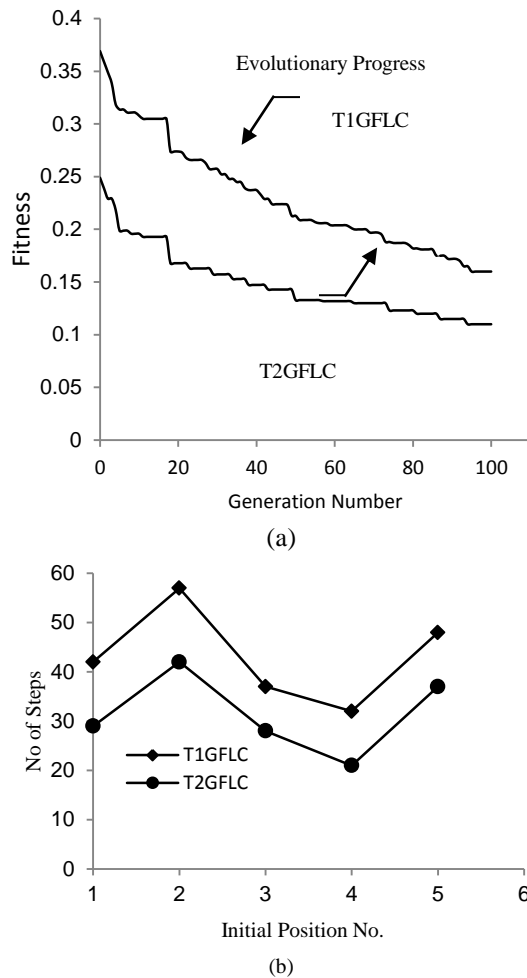 0.4
Evolutionary Progress
0.35
T1GFLC
0.3
0.25
Fitness
0.2
0.15
T2GFLC
0.1
0.05
0
0 20 40 60 80 100
Generation Number
(a)
60
50
40
No of Steps
30
T1GFLC
20
T2GFLC
10
0
1 2 3 4 5 6
Initial Position No.
(b)